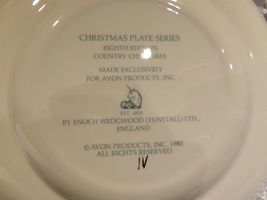 CHRISTMAS PLATE SERIES
EIGHTH EDITION
COUNTRY CHRISTMAS
MADE EXCLUSIVELY
FOR AVON PRODUCTS, INC.
EST. 1835
BY ENOCH WEDGWOOD (TUNSTALL) LTD.,
ENGLAND
© AVON PRODUCTS, INC. 1980
ALL RIGHTS RESERVED
IV